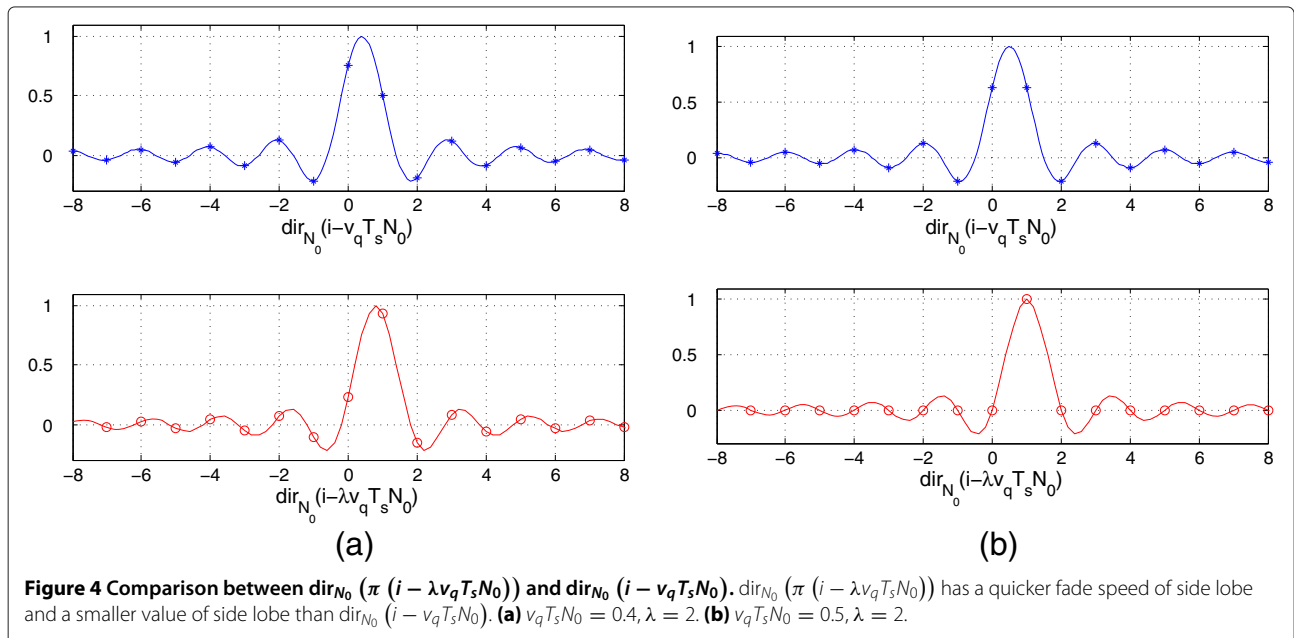 1
0.5
0
−8 −6 −4 −2 0 2 4 6 8
dir_{N_0}(i−v_qT_sN_0)
1
0.5
0
−8 −6 −4 −2 0 2 4 6 8
dir_{N_0}(i−λv_qT_sN_0)
(a)
1
0.5
0
−8 −6 −4 −2 0 2 4 6 8
dir_{N_0}(i−v_qT_sN_0)
1
0.5
0
−8 −6 −4 −2 0 2 4 6 8
dir_{N_0}(i−λv_qT_sN_0)
(b)
Figure 4 Comparison between dir_{N_0} (π (i − λv_qT_sN_0)) and dir_{N_0} (i − v_qT_sN_0). dir_{N_0} (π (i − λv_qT_sN_0)) has a quicker fade speed of side lobe
and a smaller value of side lobe than dir_{N_0} (i − v_qT_sN_0). (a) v_qT_sN_0 = 0.4, λ = 2. (b) v_qT_sN_0 = 0.5, λ = 2.